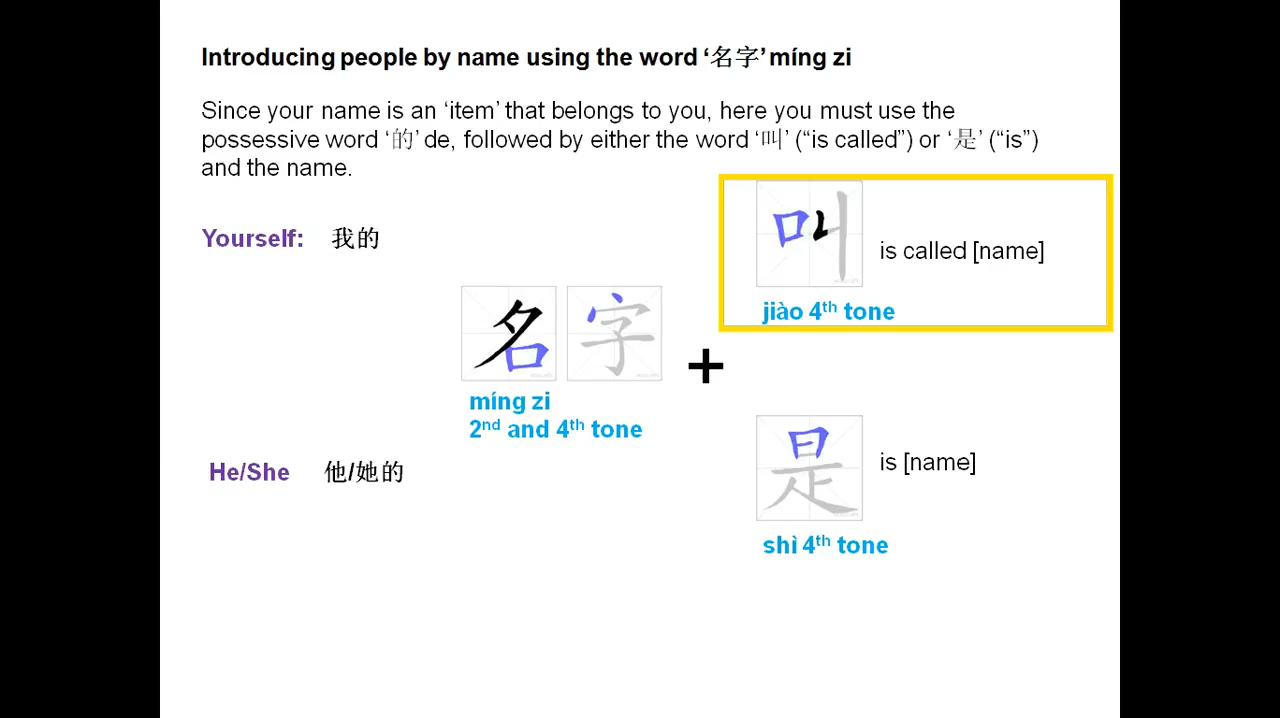 Introducing people by name using the word ‘名字’ míng zi
Since your name is an ‘item’ that belongs to you, here you must use the
possessive word ‘的’ de, followed by either the word ‘叫’ (“is called”) or ‘是’ (“is”)
and the name.
Yourself: 我的
叫 is called [name]
jiào 4th tone
名字 +
míng zi
2nd and 4th tone
He/She 他/她的
是 is [name]
shì 4th tone